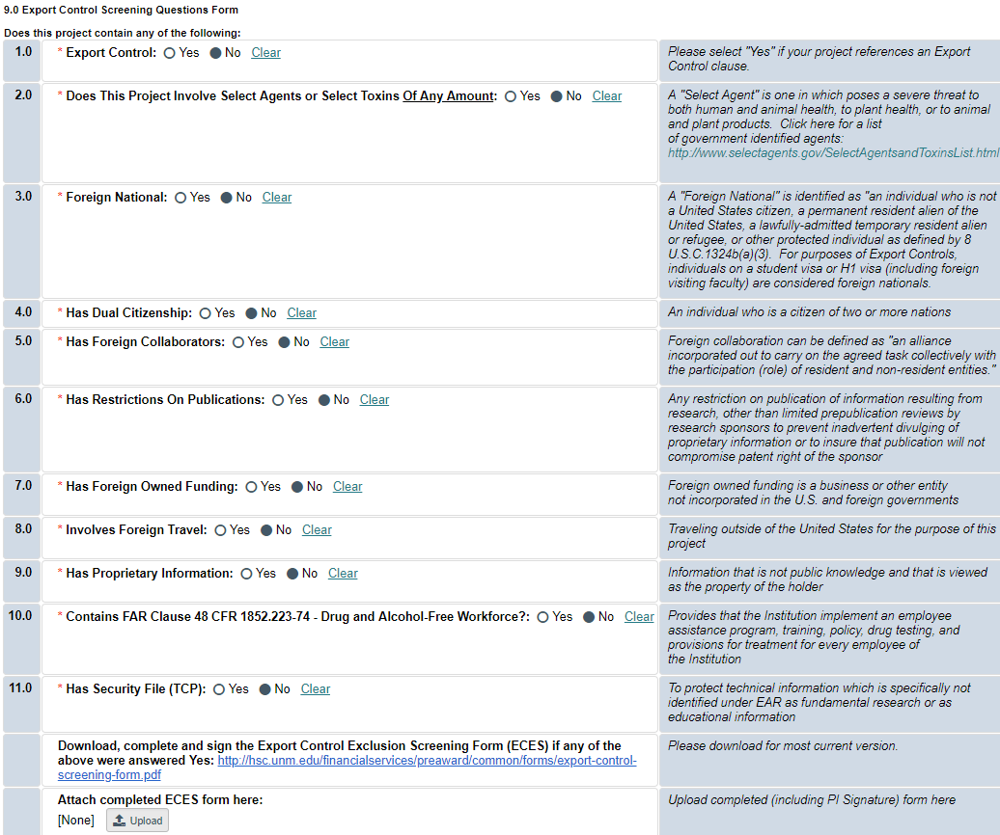 9.0 Export Control Screening Questions Form
Does this project contain any of the following:
1.0 * Export Control: Yes No Clear
Please select "Yes" if your project references an Export
Control clause.
2.0 * Does This Project Involve Select Agents or Select Toxins Of Any Amount: Yes No Clear
A "Select Agent" is one in which poses a severe threat to
both human and animal health, to plant health, or to animal
and plant products. Click here for a list
of government identified agents:
http://www.selectagents.gov/SelectAgentsandToxinsList.html
3.0 * Foreign National: Yes No Clear
A "Foreign National" is identified as "an individual who is not
a United States citizen, a permanent resident alien of the
United States, a lawfully-admitted temporary resident alien
or refugee, or other protected individual as defined by 8
U.S.C.1324b(a)(3). For purposes of Export Controls,
individuals on a student visa or H1 visa (including foreign
visiting faculty) are considered foreign nationals.
4.0 * Has Dual Citizenship: Yes No Clear
An individual who is a citizen of two or more nations
5.0 * Has Foreign Collaborators: Yes No Clear
Foreign collaboration can be defined as "an alliance
incorporated out to carry on the agreed task collectively with
the participation (role) of resident and non-resident entities."
6.0 * Has Restrictions On Publications: Yes No Clear
Any restriction on publication of information resulting from
research, other than limited prepublication reviews by
research sponsors to prevent inadvertent divulging of
proprietary information or to insure that publication will not
compromise patent right of the sponsor
7.0 * Has Foreign Owned Funding: Yes No Clear
Foreign owned funding is a business or other entity
not incorporated in the U.S. and foreign governments
8.0 * Involves Foreign Travel: Yes No Clear
Traveling outside of the United States for the purpose of this
project
9.0 * Has Proprietary Information: Yes No Clear
Information that is not public knowledge and that is viewed
as the property of the holder
10.0 * Contains FAR Clause 48 CFR 1852.223-74 - Drug and Alcohol-Free Workforce?: Yes No Clear
Provides that the Institution implement an employee
assistance program, training, policy, drug testing, and
provisions for treatment for every employee of
the Institution
11.0 * Has Security File (TCP): Yes No Clear
To protect technical information which is specifically not
identified under EAR as fundamental research or as
educational information
Download, complete and sign the Export Control Exclusion Screening Form (ECES) if any of the
above were answered Yes: http://hsc.unm.edu/financialservices/preaward/common/forms/export-control-
screening-form.pdf
Please download for most current version.
Attach completed ECES form here:
[None] Upload
Upload completed (including PI Signature) form here